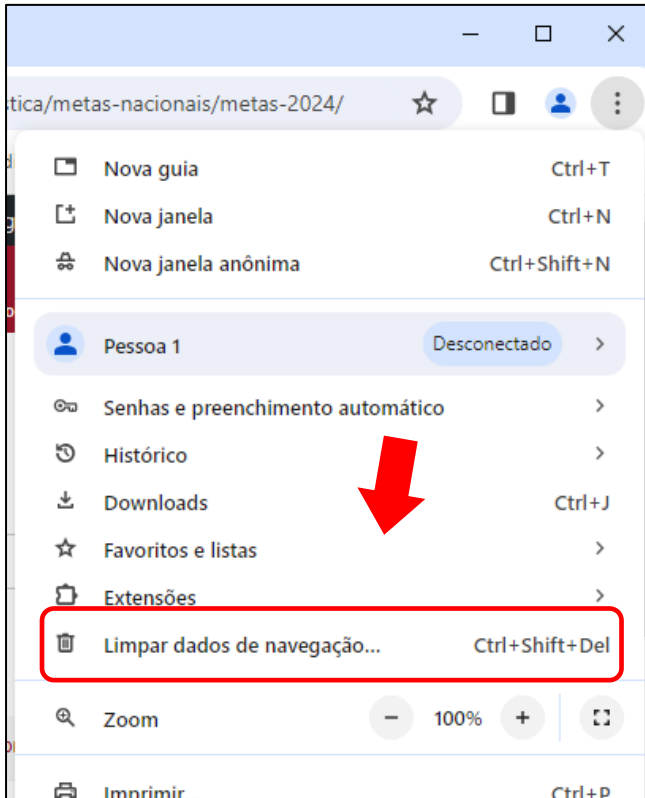 stica/metas-nacionais/metas-2024/
Nova guia Ctrl+T
Nova janela Ctrl+N
Nova janela anônima Ctrl+Shift+N
Pessoa 1 Desconectado
Senhas e preenchimento automático
Histórico
Downloads Ctrl+J
Favoritos e listas
Extensões
Limpar dados de navegação... Ctrl+Shift+Del
Zoom − 100% +
Imprimir Ctrl+P